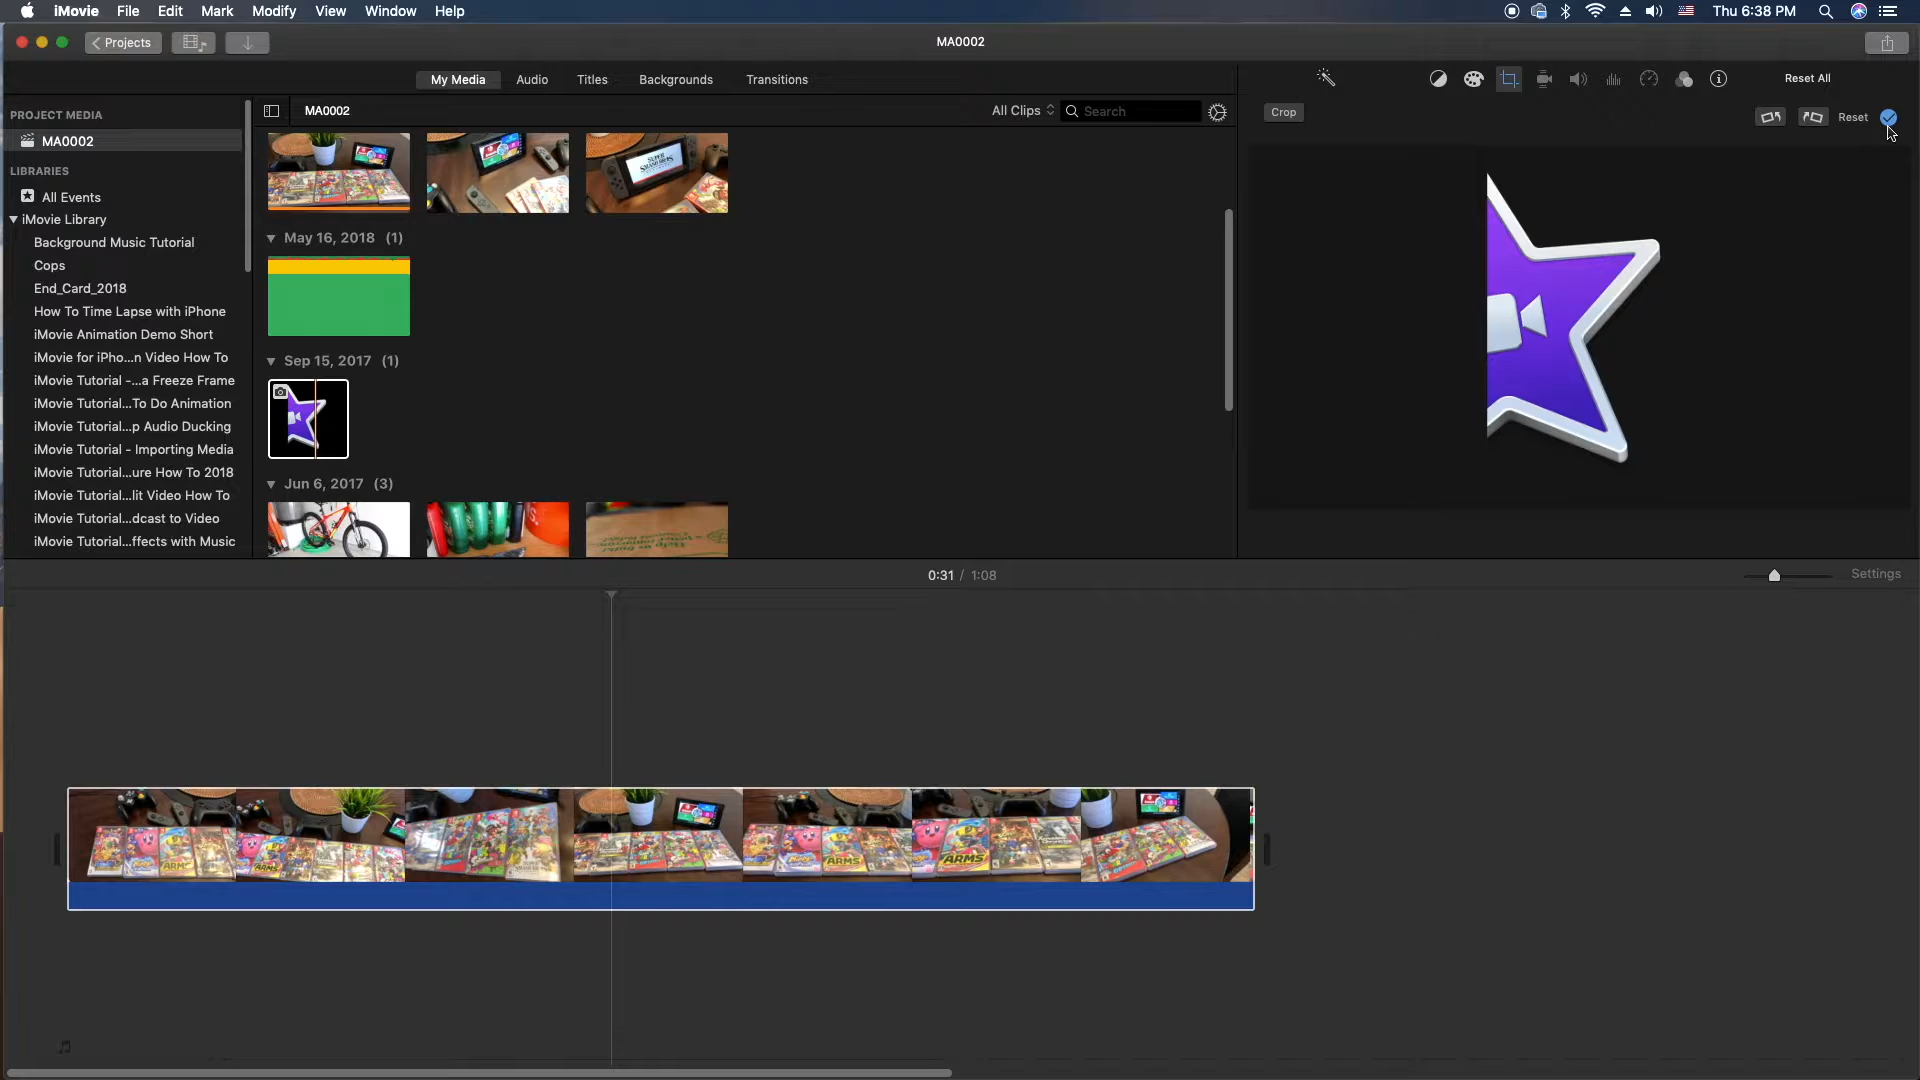 iMovie File Edit Mark Modify View Window Help Thu 6:38 PM
Projects MA0002
My Media Audio Titles Backgrounds Transitions Reset All
PROJECT MEDIA MA0002 All Clips Search Crop Reset
MA0002
LIBRARIES
All Events
iMovie Library
Background Music Tutorial
Cops
End_Card_2018
How To Time Lapse with iPhone
iMovie Animation Demo Short
iMovie for iPho...n Video How To
iMovie Tutorial -...a Freeze Frame
iMovie Tutorial...To Do Animation
iMovie Tutorial...p Audio Ducking
iMovie Tutorial - Importing Media
iMovie Tutorial...ure How To 2018
iMovie Tutorial...lit Video How To
iMovie Tutorial...dcast to Video
iMovie Tutorial...ffects with Music
SUPER
SMASH BROS
May 16, 2018 (1)
Sep 15, 2017 (1)
Jun 6, 2017 (3)
0:31 / 1:08 Settings
ARMS
ARMS